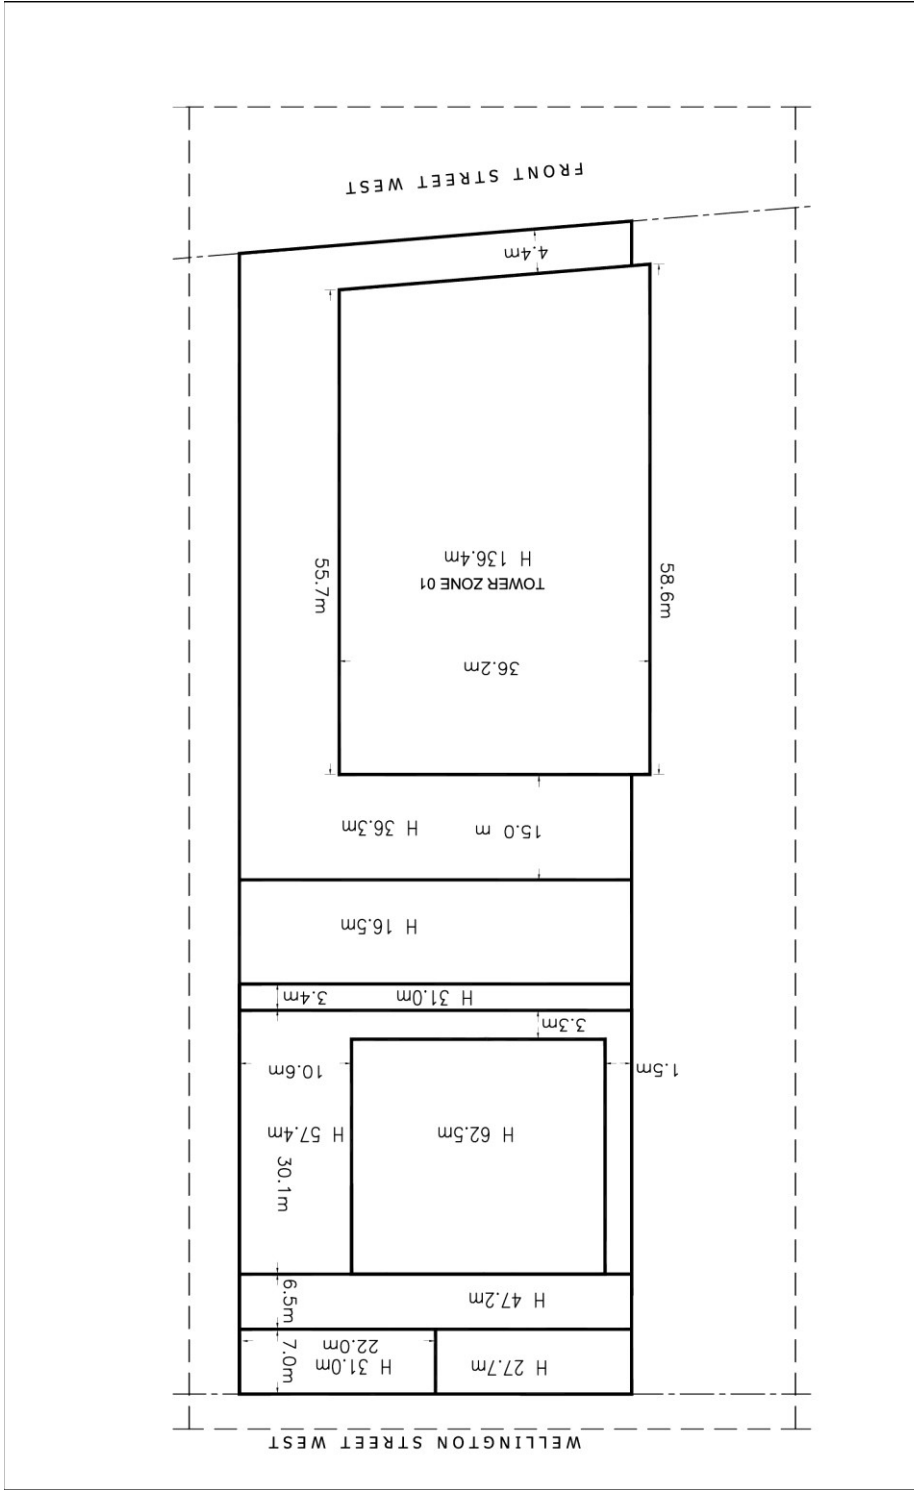 WELLINGTON STREET WEST
H 27.7m
H 31.0m
22.0m
7.0m
H 47.2m
6.5m
30.1m
H 62.5m
H 57.4m
1.5m
10.6m
3.3m
H 31.0m
3.4m
H 16.5m
15.0 m
H 36.3m
36.2m
58.6m
TOWER ZONE 01
H 136.4m
55.7m
4.4m
FRONT STREET WEST